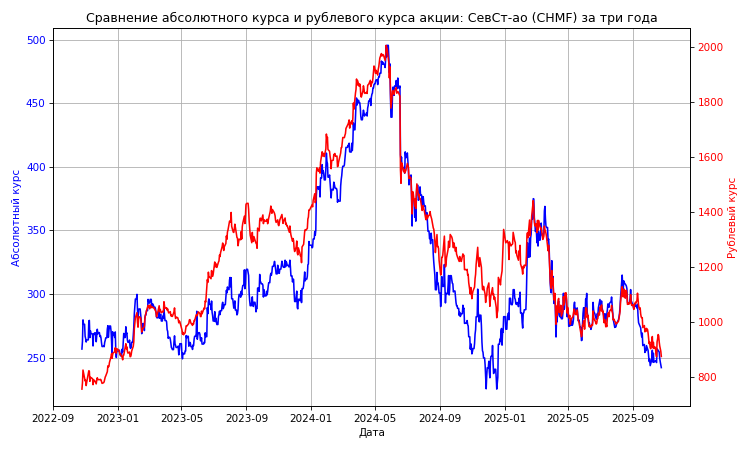 Сравнение абсолютного курса и рублевого курса акции: СевСт-ао (CHMF) за три года
Абсолютный курс
500
450
400
350
300
250
Рублевый курс
2000
1800
1600
1400
1200
1000
800
2022-09 2023-01 2023-05 2023-09 2024-01 2024-05 2024-09 2025-01 2025-05 2025-09
Дата